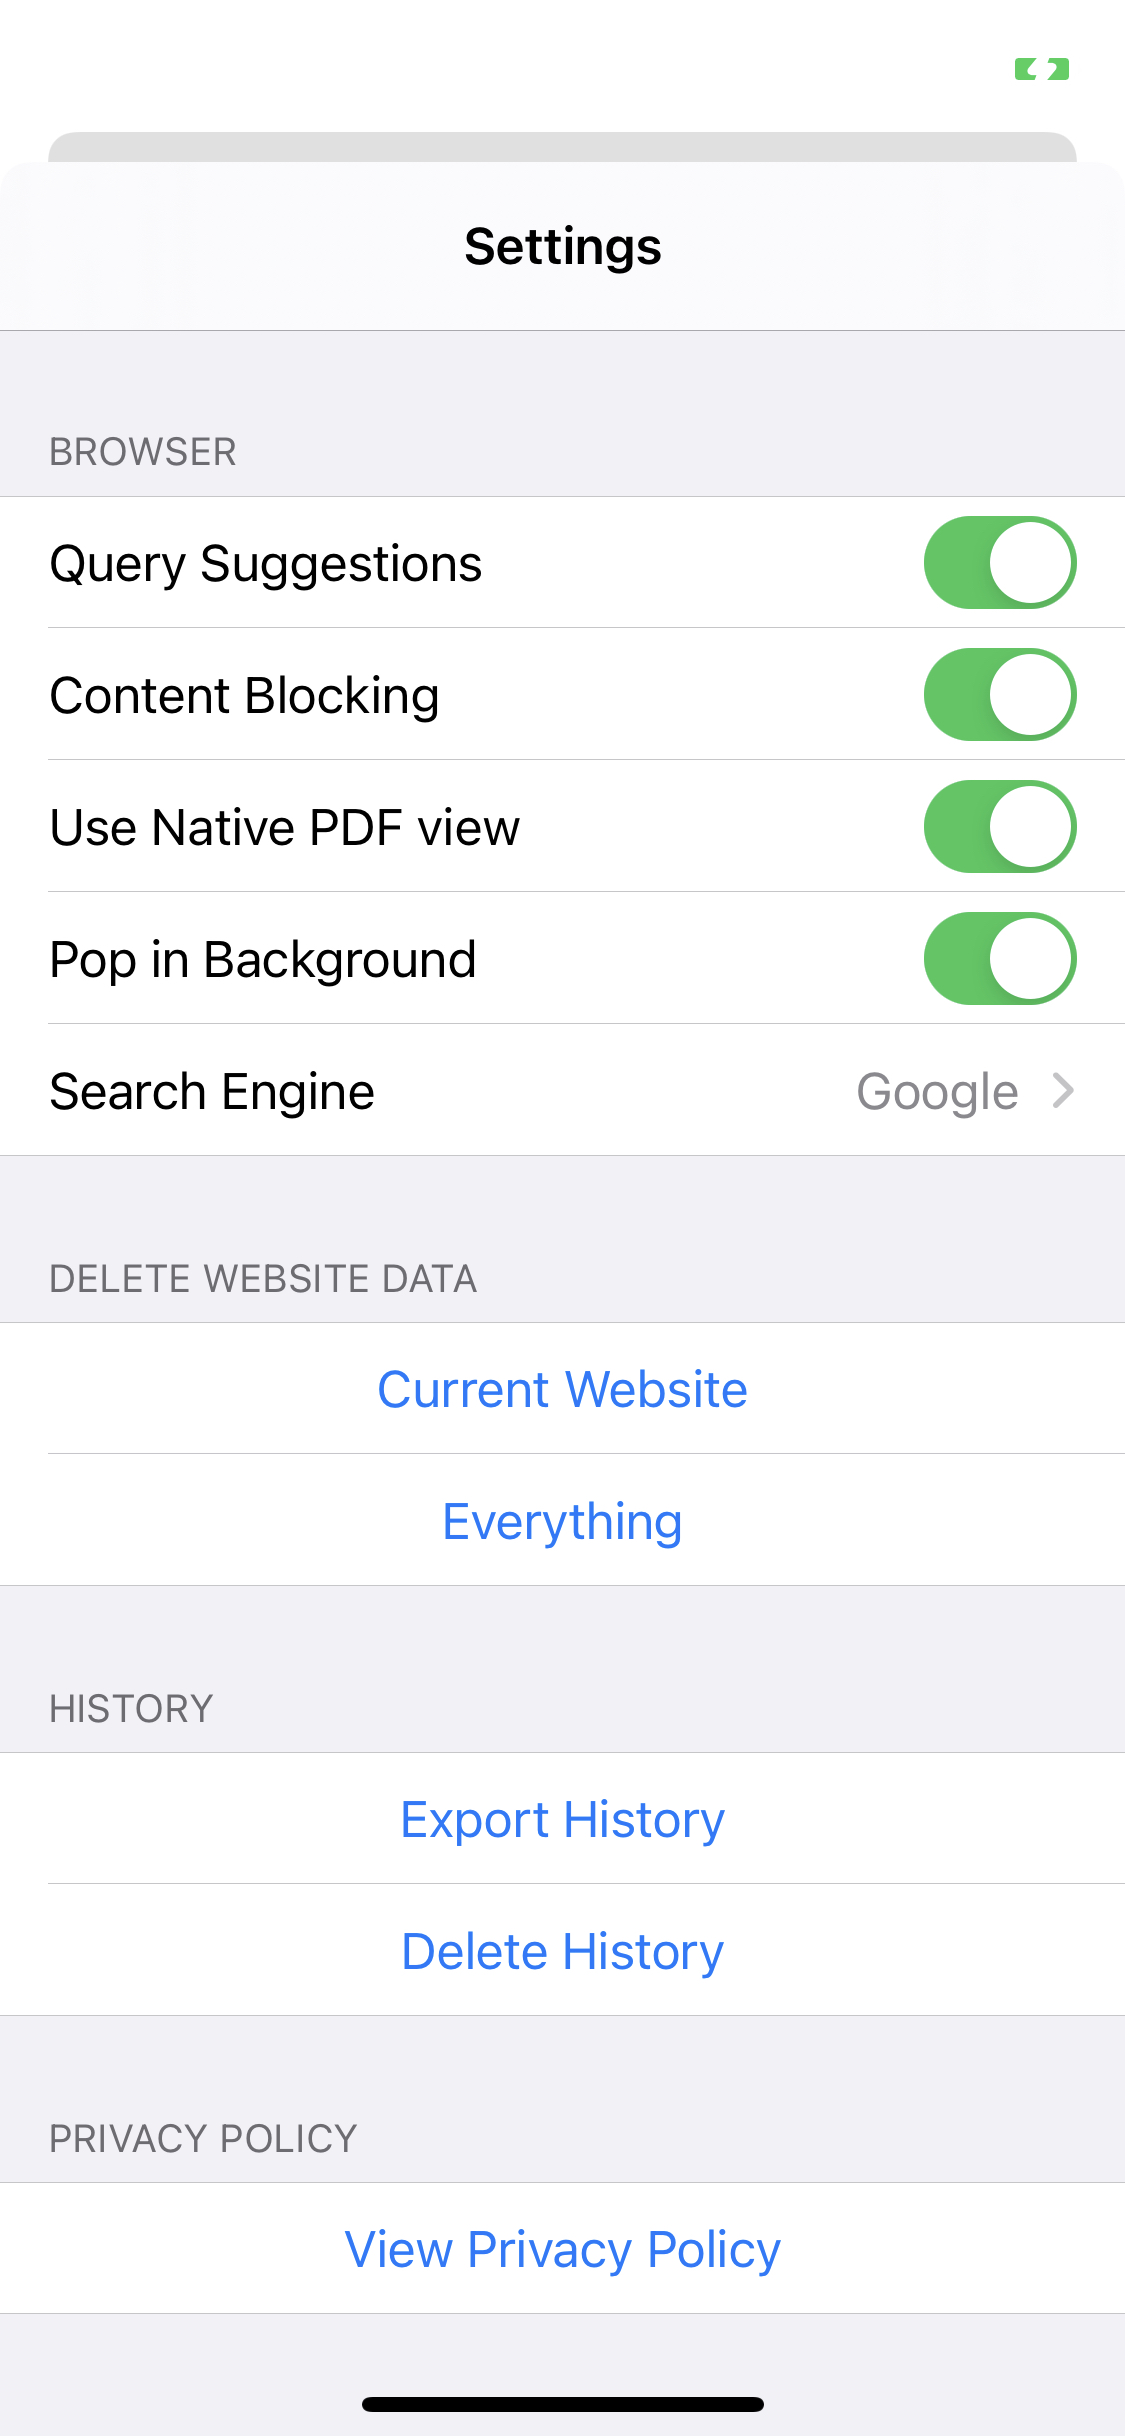 Settings
BROWSER
Query Suggestions
Content Blocking
Use Native PDF view
Pop in Background
Search Engine Google
DELETE WEBSITE DATA
Current Website
Everything
HISTORY
Export History
Delete History
PRIVACY POLICY
View Privacy Policy